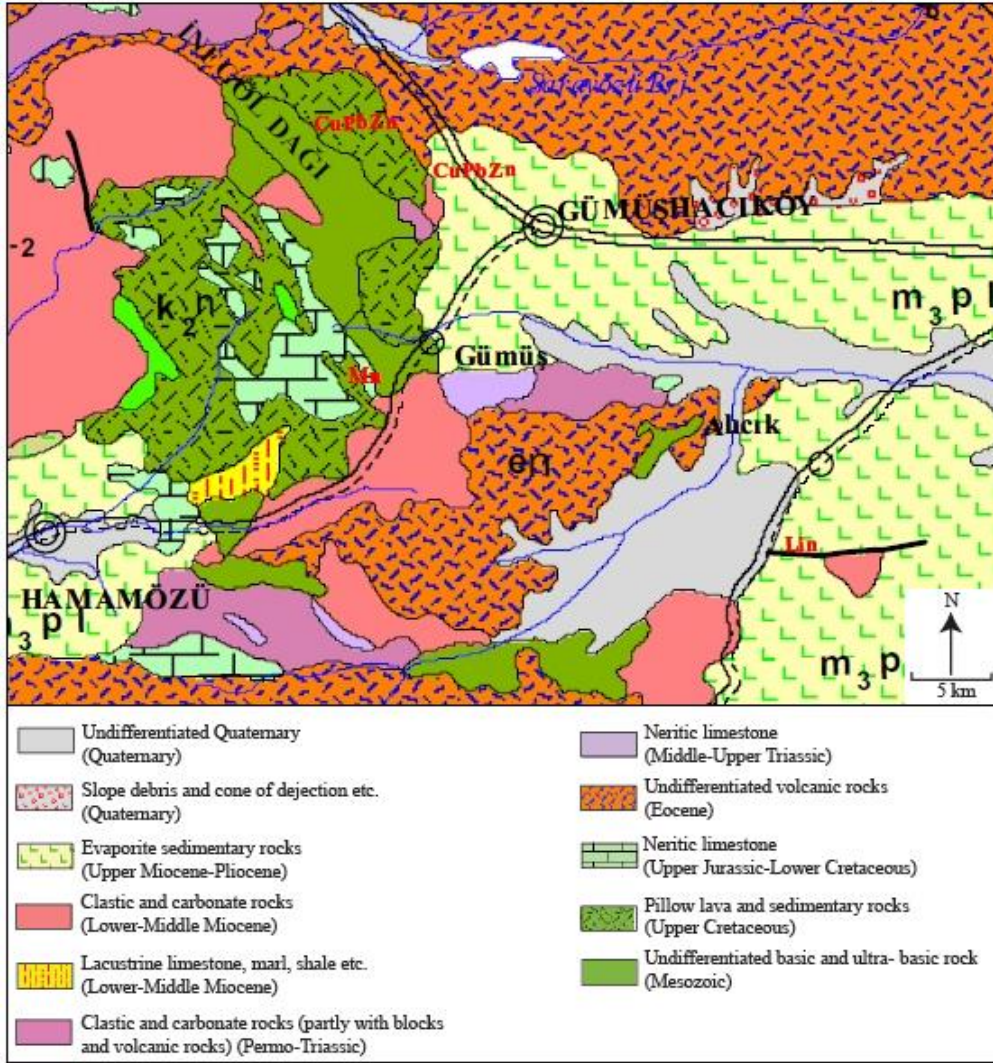 İNEGÖL DAGI
CuPbZn
CuPbZn
GÜMÜŞHACIKÖY
-2
k₂n
m₃pl
Gümüş
Mn
Alıcık
ēn
Lin
HAMAMÖZÜ
m₃pl
m₃p
N
5 km
Undifferentiated Quaternary
(Quaternary)
Slope debris and cone of dejection etc.
(Quaternary)
Evaporite sedimentary rocks
(Upper Miocene-Pliocene)
Clastic and carbonate rocks
(Lower-Middle Miocene)
Lacustrine limestone, marl, shale etc.
(Lower-Middle Miocene)
Clastic and carbonate rocks (partly with blocks
and volcanic rocks) (Permo-Triassic)
Neritic limestone
(Middle-Upper Triassic)
Undifferentiated volcanic rocks
(Eocene)
Neritic limestone
(Upper Jurassic-Lower Cretaceous)
Pillow lava and sedimentary rocks
(Upper Cretaceous)
Undifferentiated basic and ultra- basic rock
(Mesozoic)